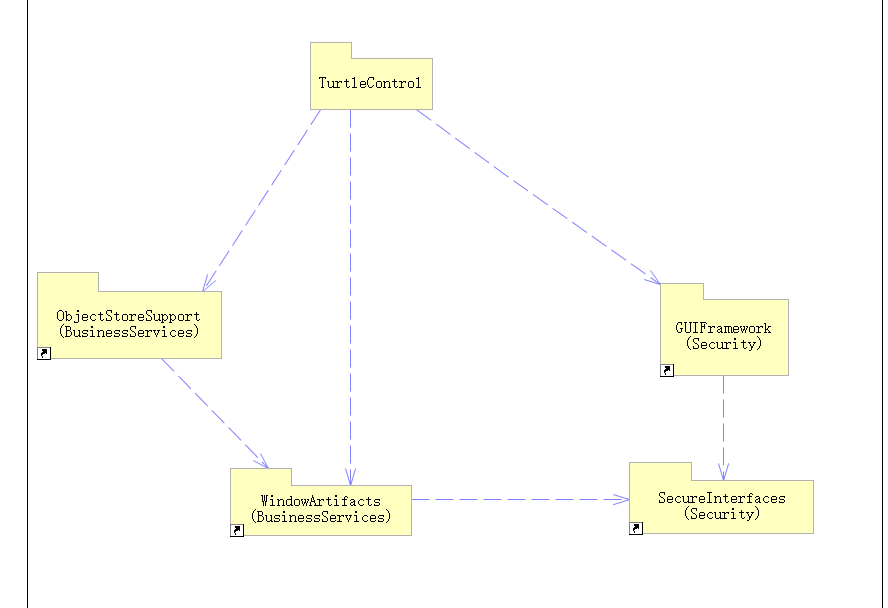 TurtleControl
ObjectStoreSupport
(BusinessServices)
GUIFramework
(Security)
WindowArtifacts
(BusinessServices)
SecureInterfaces
(Security)